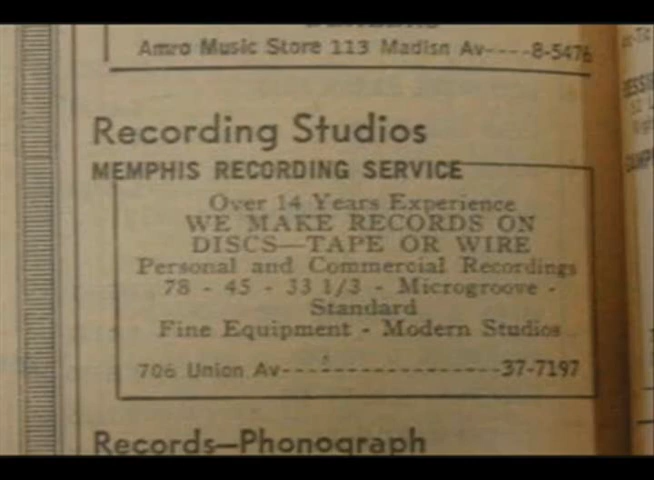 Amro Music Store 113 Madisn Av----8-5476
Recording Studios
MEMPHIS RECORDING SERVICE
Over 14 Years Experience
WE MAKE RECORDS ON
DISCS—TAPE OR WIRE
Personal and Commercial Recordings
78 - 45 - 33 1/3 - Microgroove -
Standard
Fine Equipment - Modern Studios
706 Union Av-----------------37-7197
Records—Phonograph